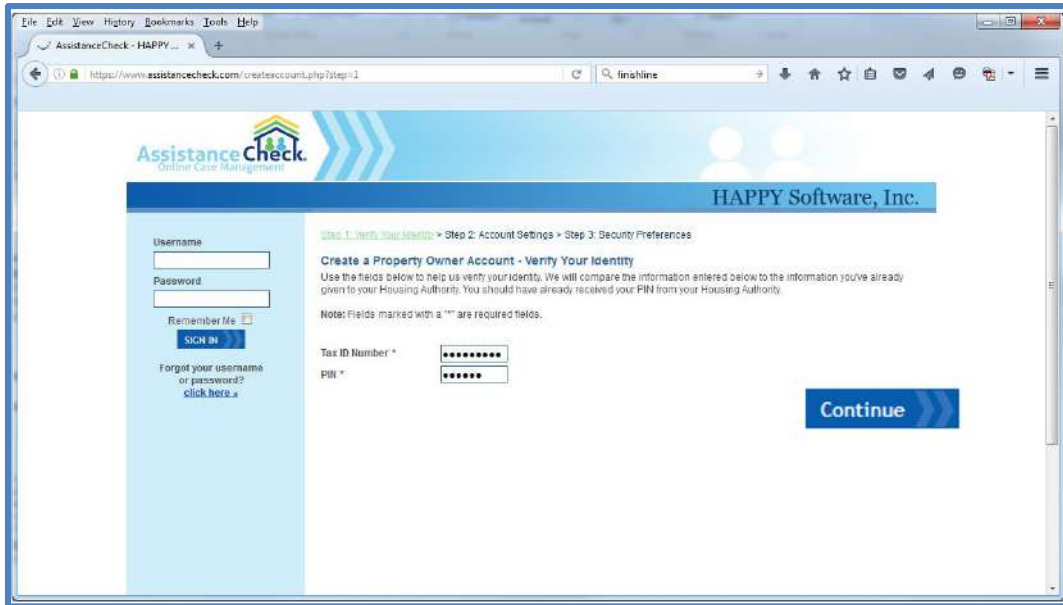 File Edit View History Bookmarks Tools Help
AssistanceCheck - HAPPY ... × +
https://www.assistancecheck.com/createaccount.php?step=1
finishline
AssistanceCheck.
Online Case Management
HAPPY Software, Inc.
Username
Password
Remember Me
SIGN IN
Forgot your username
or password?
click here »
Step 1: Verify Your Identity > Step 2: Account Settings > Step 3: Security Preferences
Create a Property Owner Account - Verify Your Identity
Use the fields below to help us verify your identity. We will compare the information entered below to the information you've already
given to your Housing Authority. You should have already received your PIN from your Housing Authority.
Note: Fields marked with a "*" are required fields.
Tax ID Number * •••••••••
PIN * ••••••
Continue